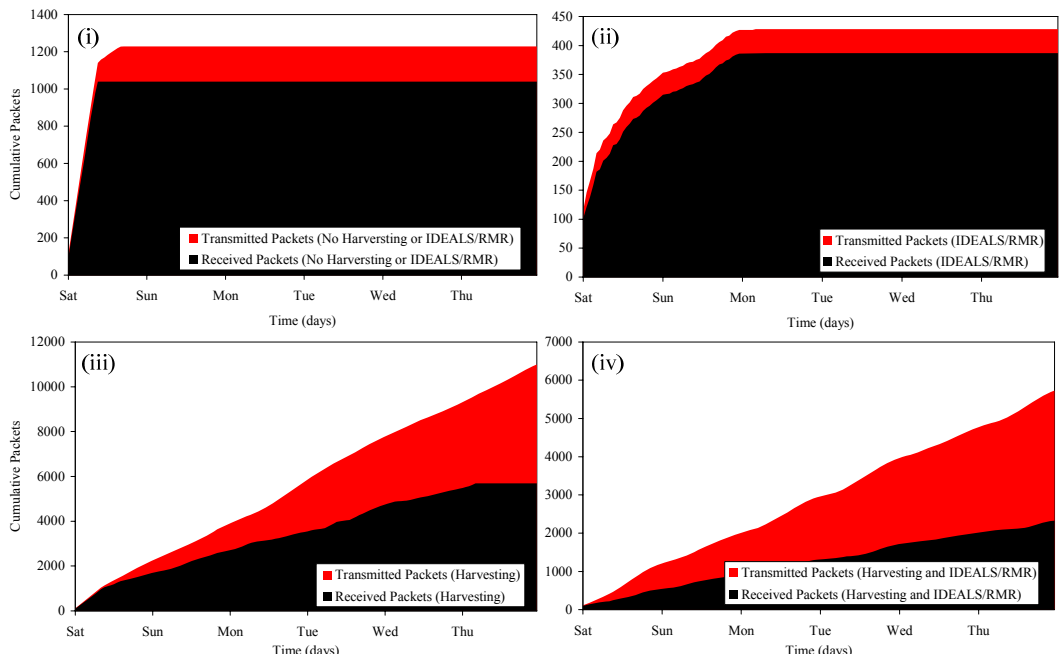 (i)
Cumulative Packets
1400
1200
1000
800
600
400
200
0
Transmitted Packets (No Harversting or IDEALS/RMR)
Received Packets (No Harversting or IDEALS/RMR)
Sat Sun Mon Tue Wed Thu
Time (days)
(ii)
450
400
350
300
250
200
150
100
50
0
Transmitted Packets (IDEALS/RMR)
Received Packets (IDEALS/RMR)
Sat Sun Mon Tue Wed Thu
Time (days)
(iii)
Cumulative Packets
12000
10000
8000
6000
4000
2000
0
Transmitted Packets (Harvesting)
Received Packets (Harvesting)
Sat Sun Mon Tue Wed Thu
Time (days)
(iv)
7000
6000
5000
4000
3000
2000
1000
0
Transmitted Packets (Harvesting and IDEALS/RMR)
Received Packets (Harvesting and IDEALS/RMR)
Sat Sun Mon Tue Wed Thu
Time (days)